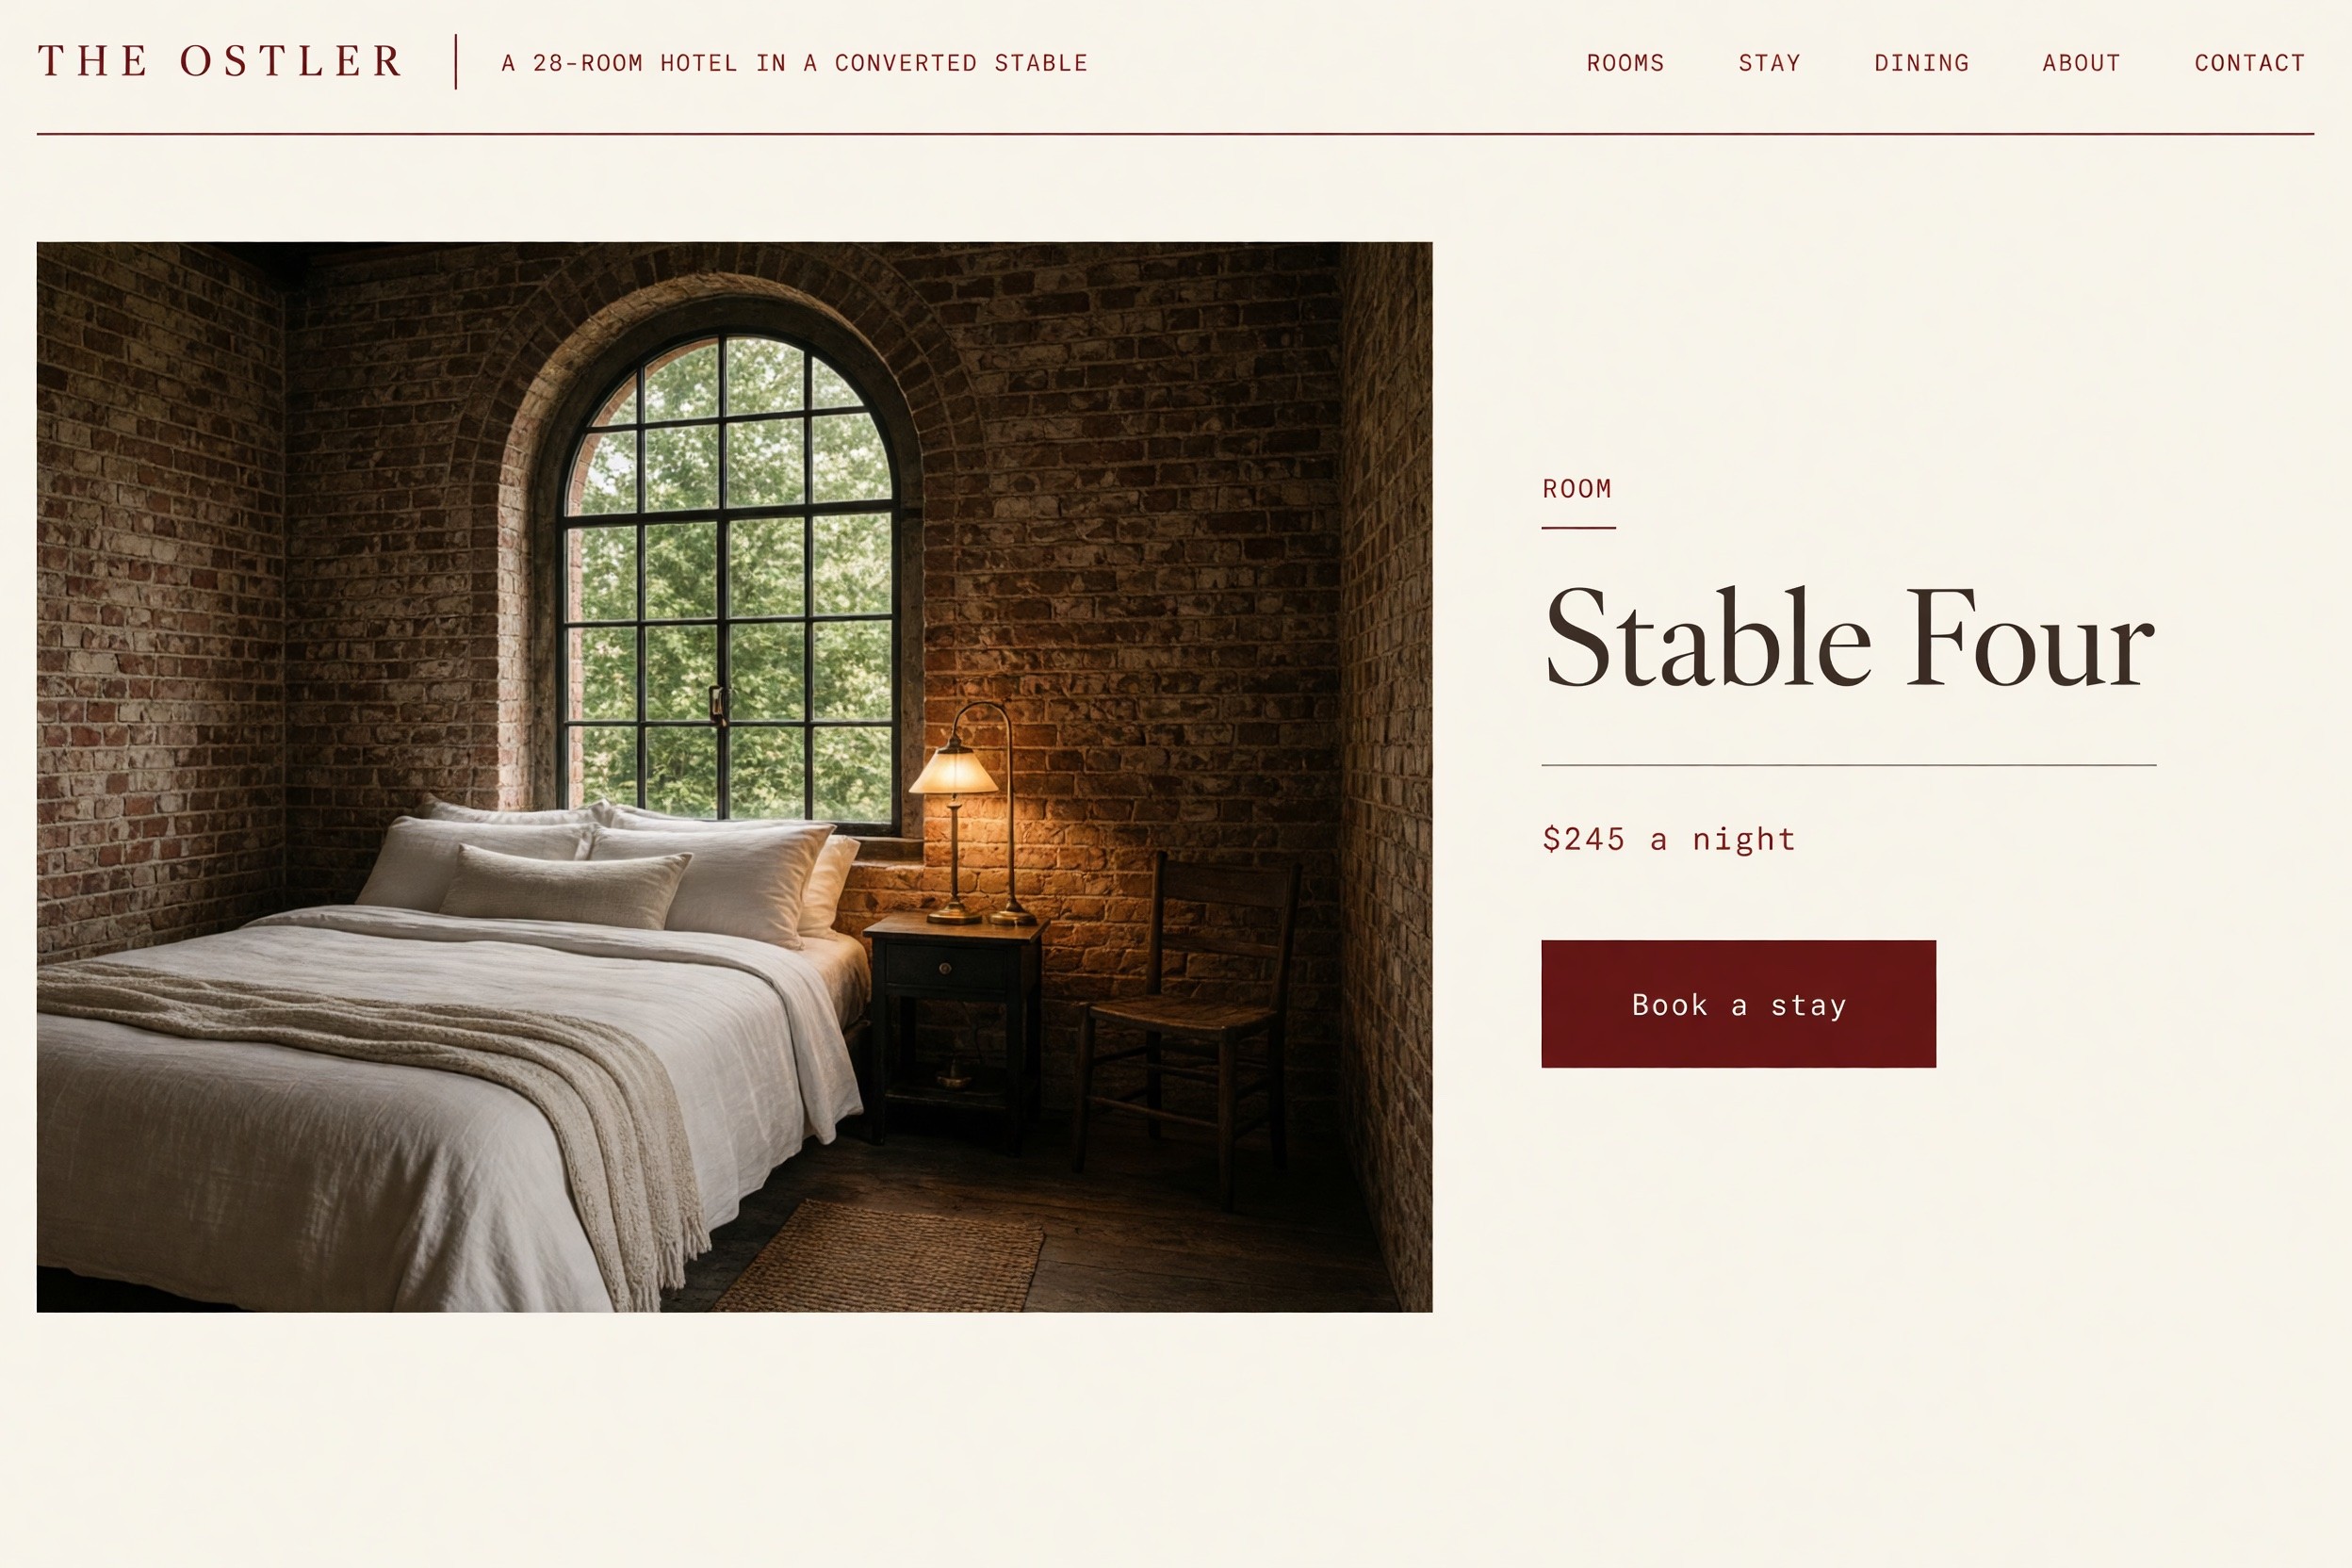 THE OSTLER
A 28-ROOM HOTEL IN A CONVERTED STABLE
ROOMS STAY DINING ABOUT CONTACT
ROOM
Stable Four
$245 a night
Book a stay